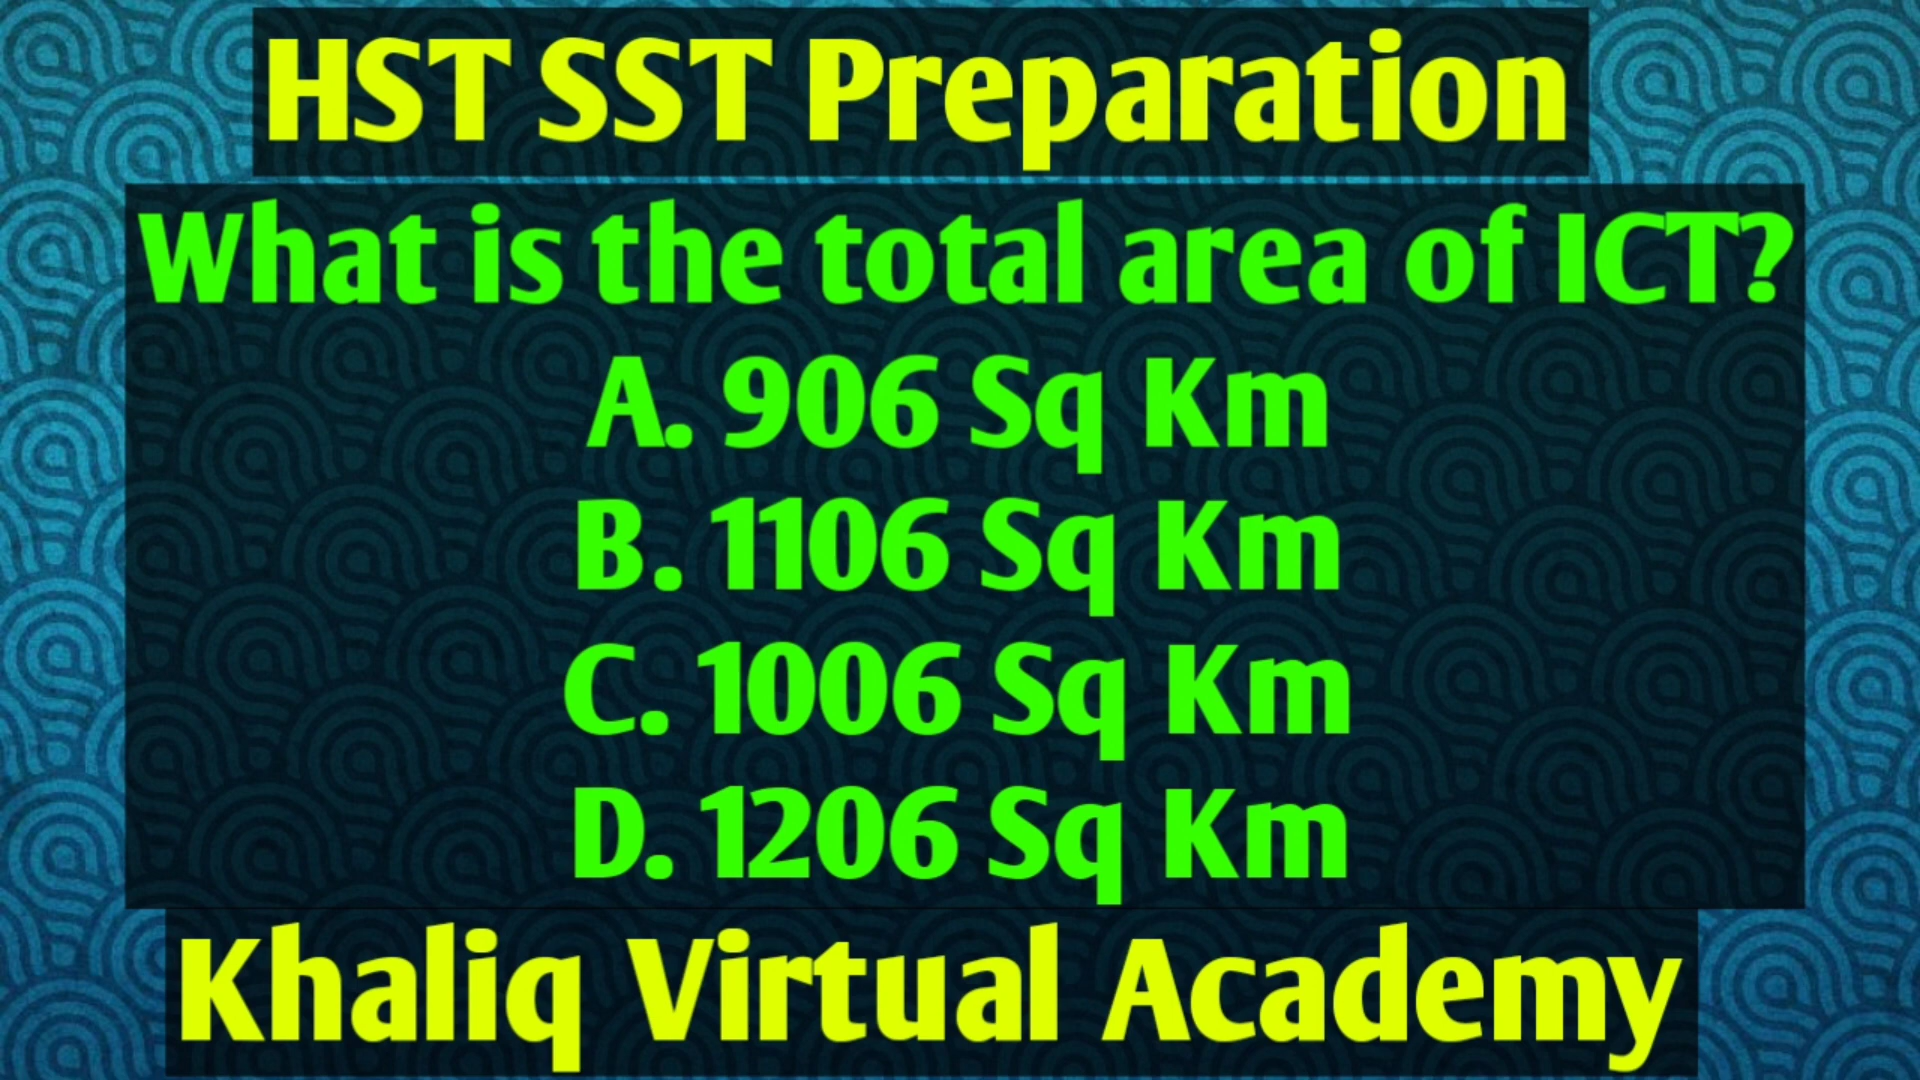 HST SST Preparation
What is the total area of ICT?
A. 906 Sq Km
B. 1106 Sq Km
C. 1006 Sq Km
D. 1206 Sq Km
Khaliq Virtual Academy